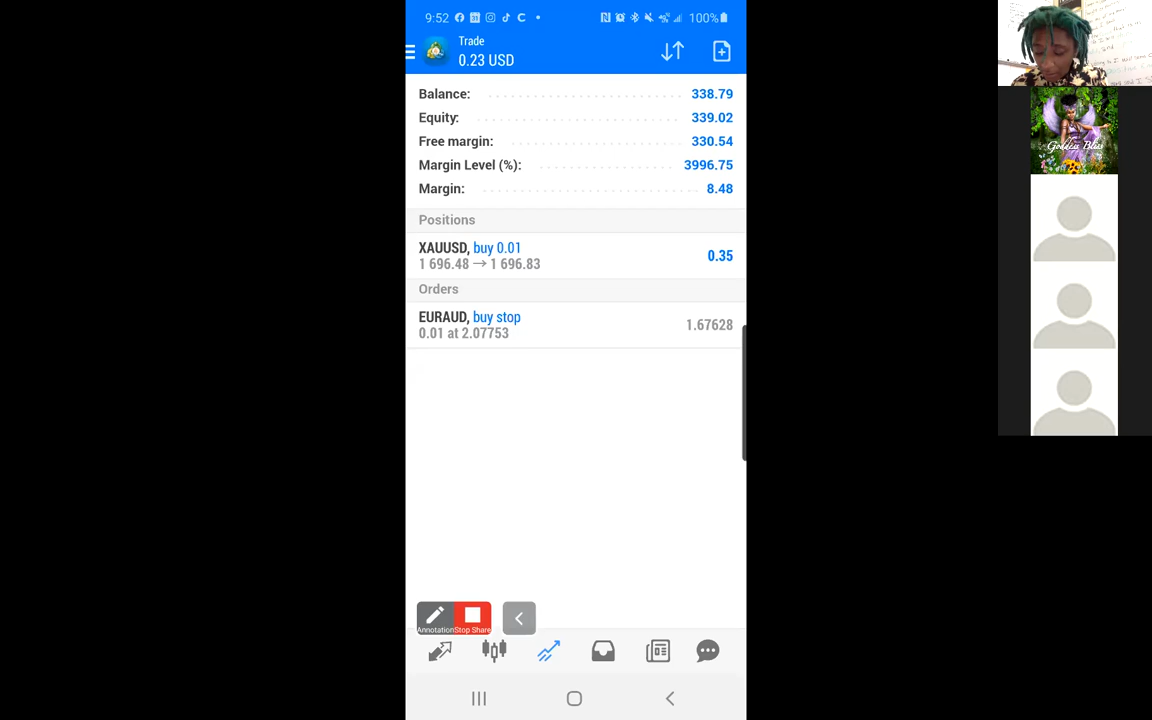 9:52
100%
Trade
0.23 USD
Balance: 338.79
Equity: 339.02
Free margin: 330.54
Margin Level (%): 3996.75
Margin: 8.48
Positions
XAUUSD, buy 0.01
1 696.48 → 1 696.83
0.35
Orders
EURAUD, buy stop
0.01 at 2.07753
1.67628
Annotation Stop Share
Goddess Bliss